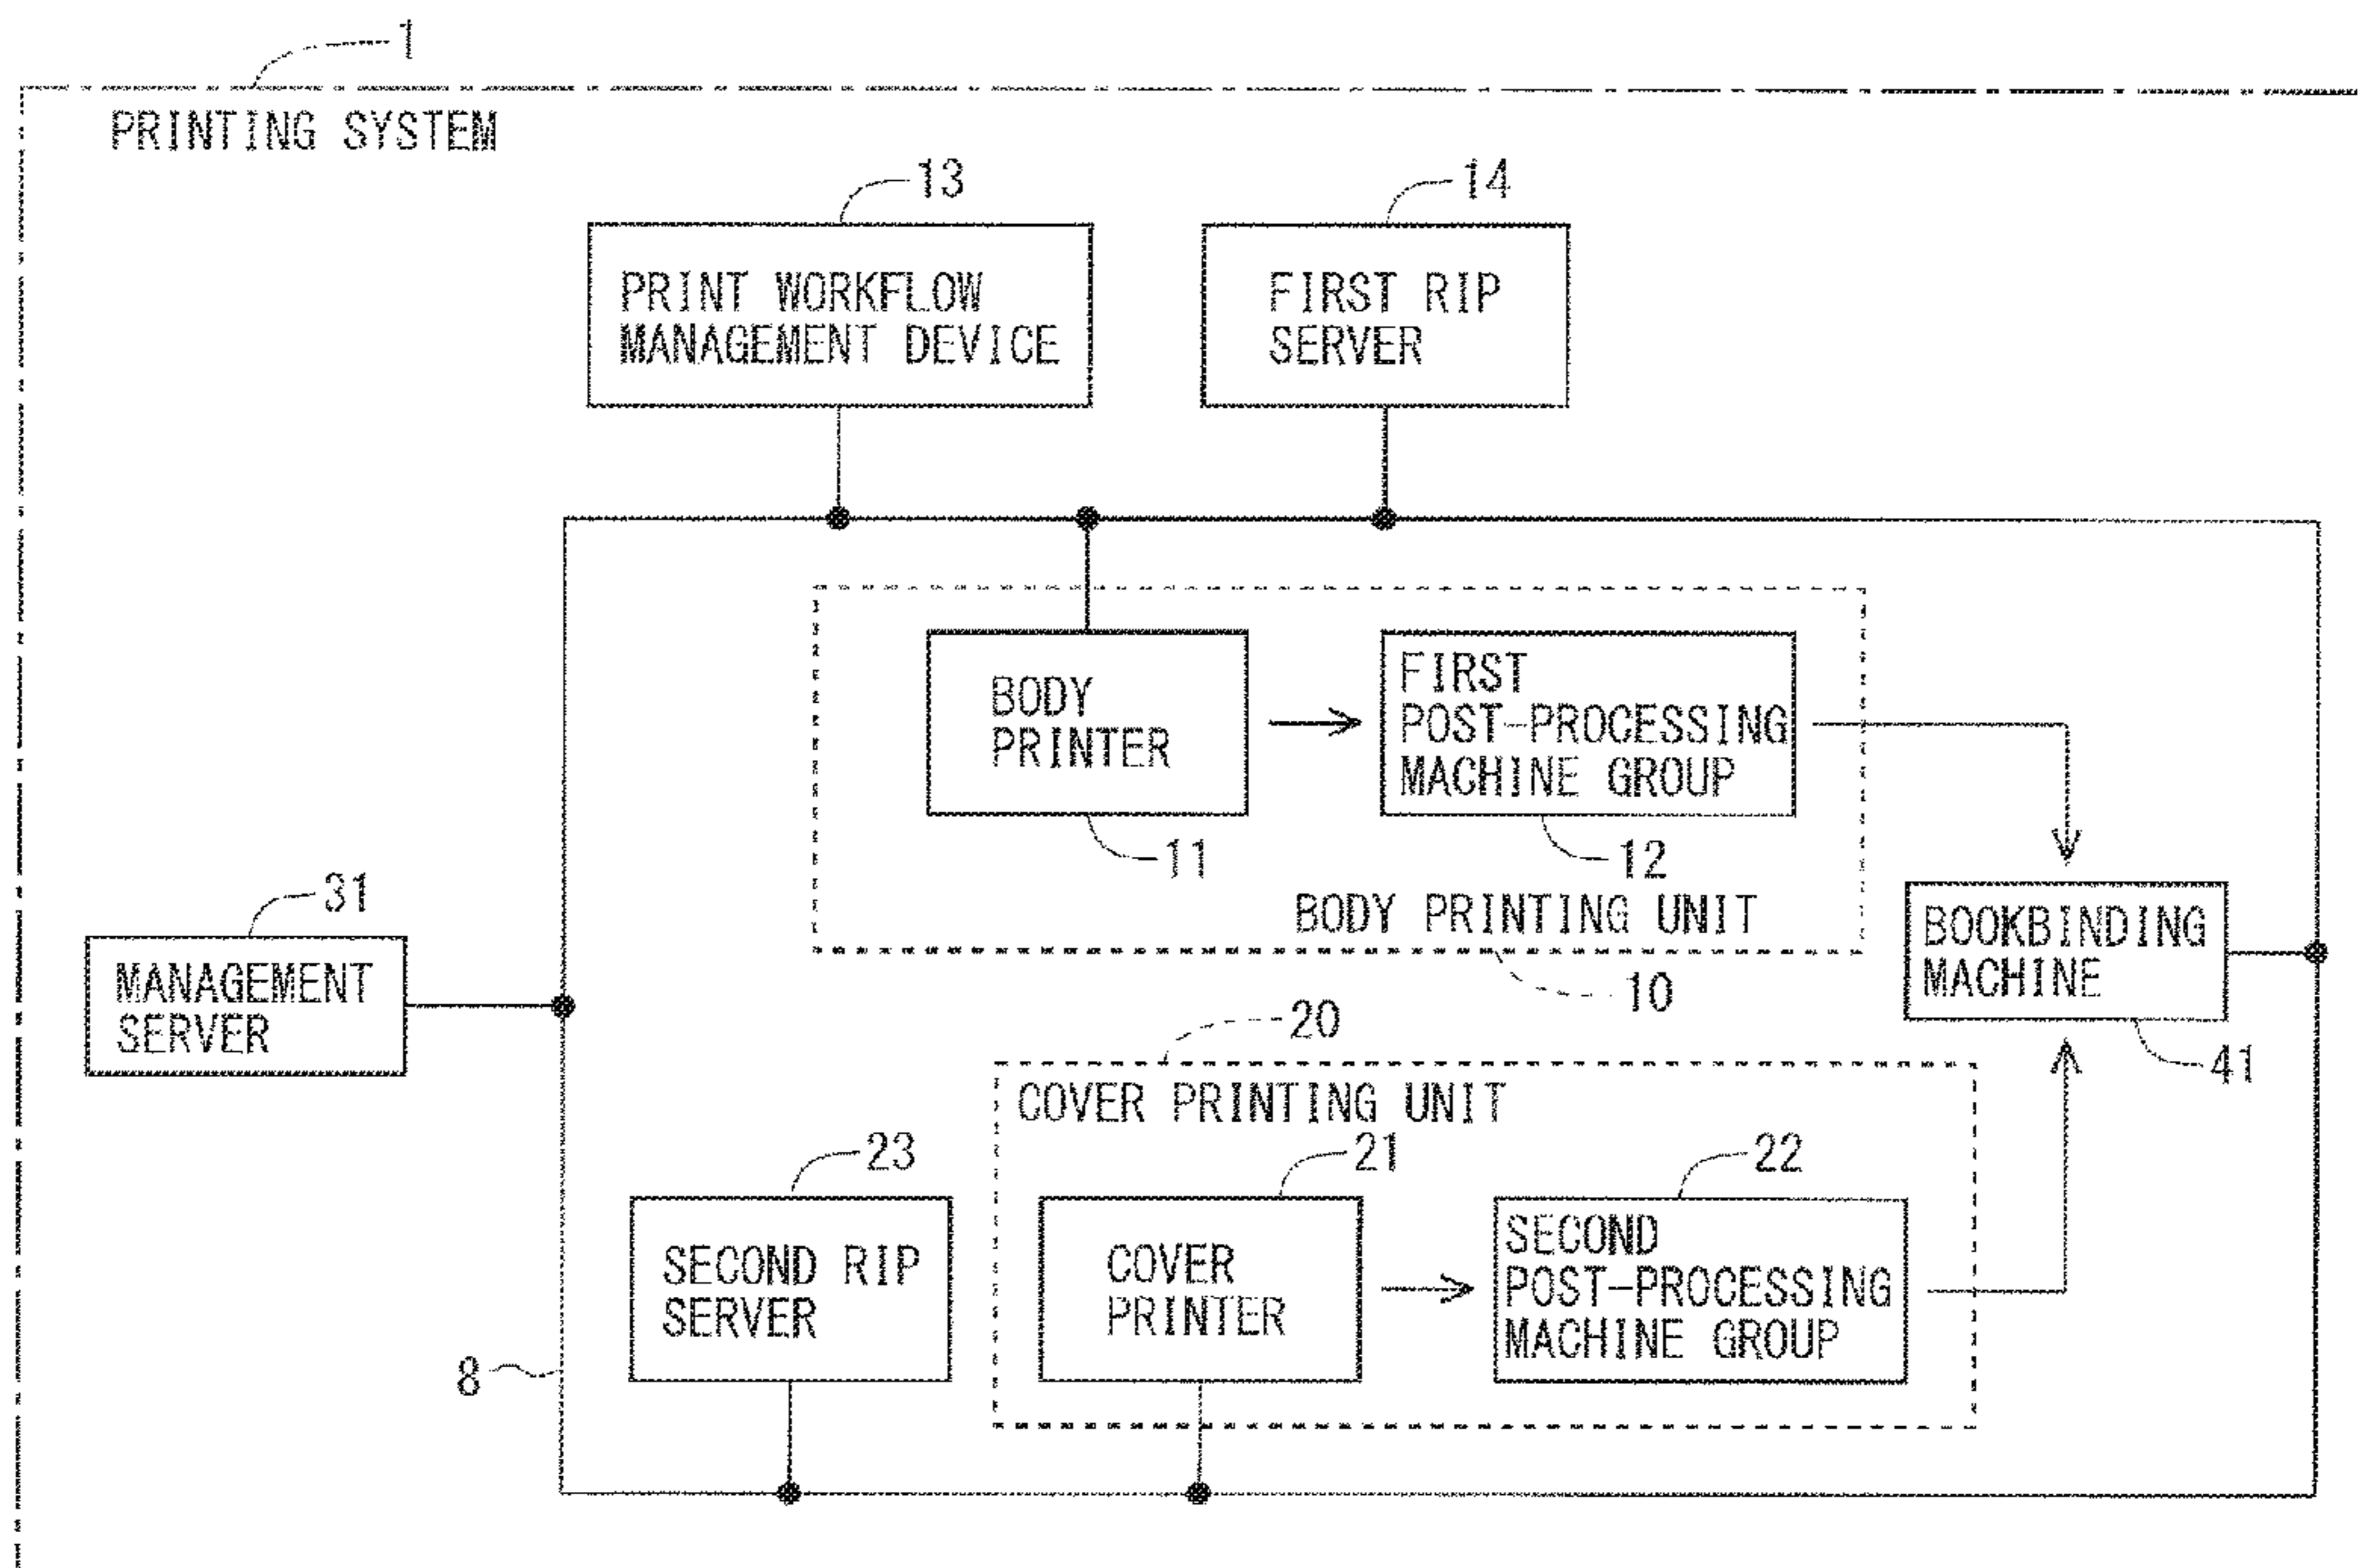 1
PRINTING SYSTEM
13
14
PRINT WORKFLOW
MANAGEMENT DEVICE
FIRST RIP
SERVER
BODY
PRINTER
FIRST
POST-PROCESSING
MACHINE GROUP
11
12
BODY PRINTING UNIT
10
31
MANAGEMENT
SERVER
BOOKBINDING
MACHINE
41
20
COVER PRINTING UNIT
23
21
22
SECOND RIP
SERVER
COVER
PRINTER
SECOND
POST-PROCESSING
MACHINE GROUP
8